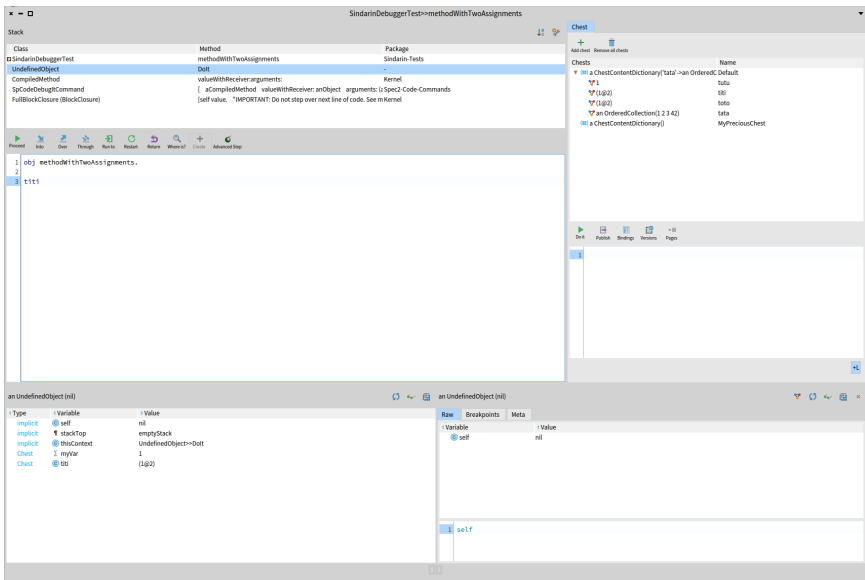 SindarinDebuggerTest>>methodWithTwoAssignments
Stack
Class Method Package
SindarinDebuggerTest methodWithTwoAssignments Sindarin-Tests
UndefinedObject DoIt -
CompiledMethod valueWithReceiver:arguments: Kernel
SpCodeDebugItCommand [ aCompiledMethod valueWithReceiver: anObject arguments: {a Spec2-Code-Commands
FullBlockClosure (BlockClosure) [self value. "IMPORTANT: Do not step over next line of code. See m Kernel
Proceed Into Over Through Run to Restart Return Where is? Create Advanced Step
1 obj methodWithTwoAssignments.
2
3 titi
Chest
Add chest Remove all chests
Chests Name
a ChestContentDictionary('tata'->an OrderedC Default
1 tutu
(1@2) titi
(1@2) toto
an OrderedCollection(1 2 3 42) tata
a ChestContentDictionary() MyPreciousChest
Do it Publish Bindings Versions Pages
1
+L
an UndefinedObject (nil)
Type Variable Value
implicit self nil
implicit stackTop emptyStack
implicit thisContext UndefinedObject>>DoIt
Chest myVar 1
Chest titi (1@2)
an UndefinedObject (nil)
Raw Breakpoints Meta
Variable Value
self nil
1 self